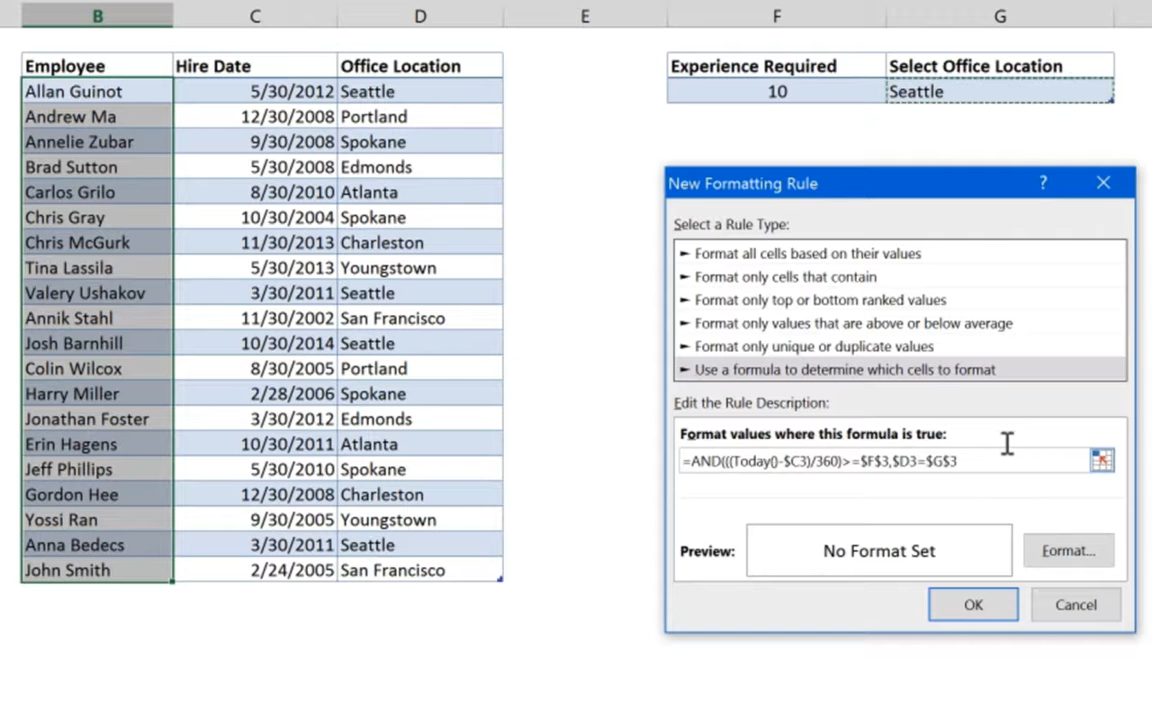 B C D E F G
Employee Hire Date Office Location Experience Required Select Office Location
Allan Guinot 5/30/2012 Seattle 10 Seattle
Andrew Ma 12/30/2008 Portland
Annelie Zubar 9/30/2008 Spokane
Brad Sutton 5/30/2008 Edmonds
Carlos Grilo 8/30/2010 Atlanta
Chris Gray 10/30/2004 Spokane
Chris McGurk 11/30/2013 Charleston
Tina Lassila 5/30/2013 Youngstown
Valery Ushakov 3/30/2011 Seattle
Annik Stahl 11/30/2002 San Francisco
Josh Barnhill 10/30/2014 Seattle
Colin Wilcox 8/30/2005 Portland
Harry Miller 2/28/2006 Spokane
Jonathan Foster 3/30/2012 Edmonds
Erin Hagens 10/30/2011 Atlanta
Jeff Phillips 5/30/2010 Spokane
Gordon Hee 12/30/2008 Charleston
Yossi Ran 9/30/2005 Youngstown
Anna Bedecs 3/30/2011 Seattle
John Smith 2/24/2005 San Francisco
New Formatting Rule ?
Select a Rule Type:
► Format all cells based on their values
► Format only cells that contain
► Format only top or bottom ranked values
► Format only values that are above or below average
► Format only unique or duplicate values
► Use a formula to determine which cells to format
Edit the Rule Description:
Format values where this formula is true:
=AND(((Today()-$C3)/360)>=$F$3,$D3=$G$3
Preview: No Format Set Format...
OK Cancel